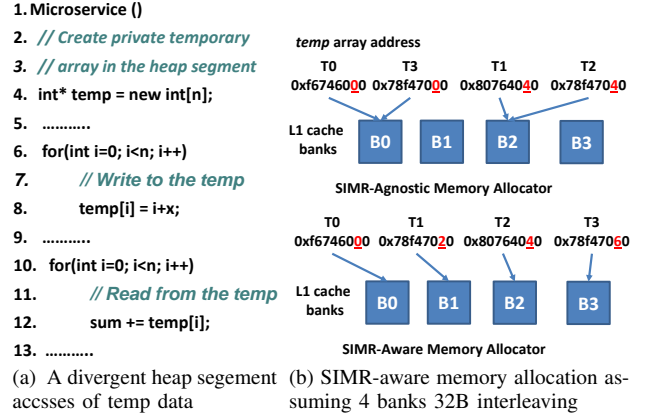 1. Microservice ()
2. // Create private temporary
3. // array in the heap segment
4. int* temp = new int[n];
5. ………..
6. for(int i=0; i<n; i++)
7. // Write to the temp
8. temp[i] = i+x;
9. ………..
10. for(int i=0; i<n; i++)
11. // Read from the temp
12. sum += temp[i];
13. ………..
(a) A divergent heap segement
accsses of temp data
temp array address
T0 T3 T1 T2
0xf6746000 0x78f47000 0x80764040 0x78f47040
L1 cache
banks
B0 B1 B2 B3
SIMR-Agnostic Memory Allocator
T0 T1 T2 T3
0xf6746000 0x78f47020 0x80764040 0x78f47060
L1 cache
banks
B0 B1 B2 B3
SIMR-Aware Memory Allocator
(b) SIMR-aware memory allocation as-
suming 4 banks 32B interleaving